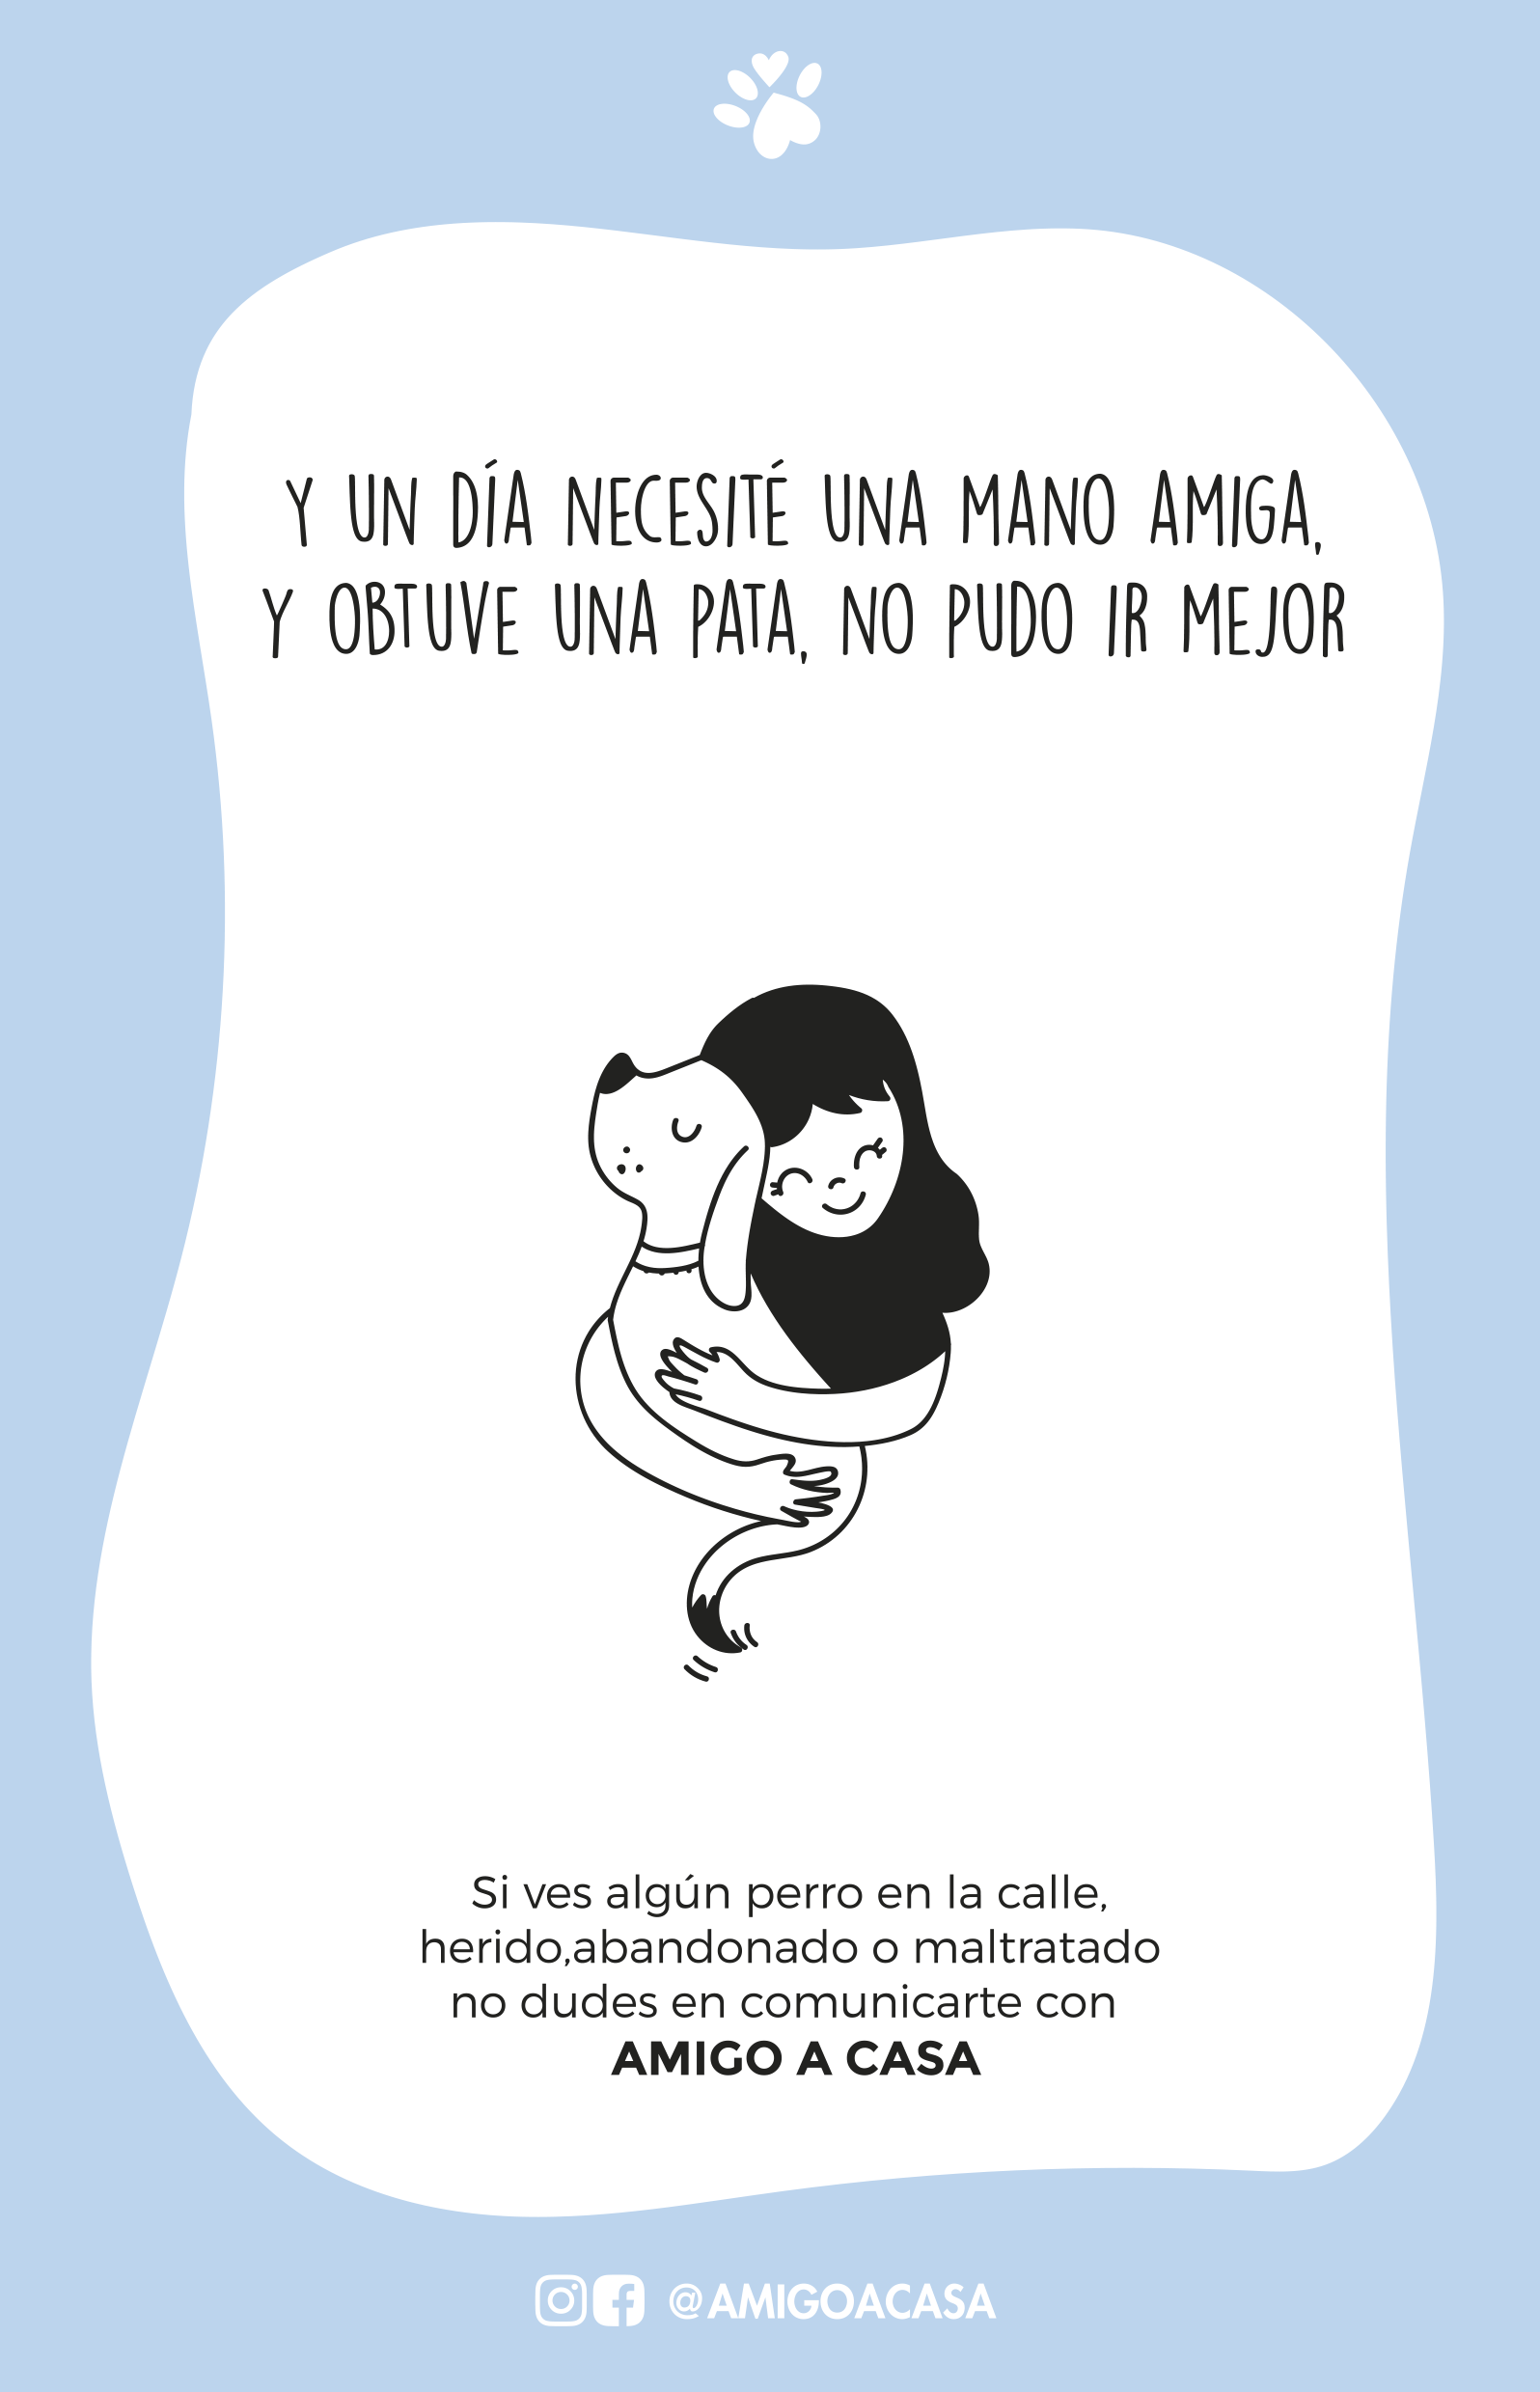 Y UN DÍA NECESITÉ UNA MANO AMIGA,
Y OBTUVE UNA PATA, NO PUDO IR MEJOR
Si ves algún perro en la calle,
herido,abandonado o maltratado
no dudes en comunicarte con
AMIGO A CASA
@AMIGOACASA